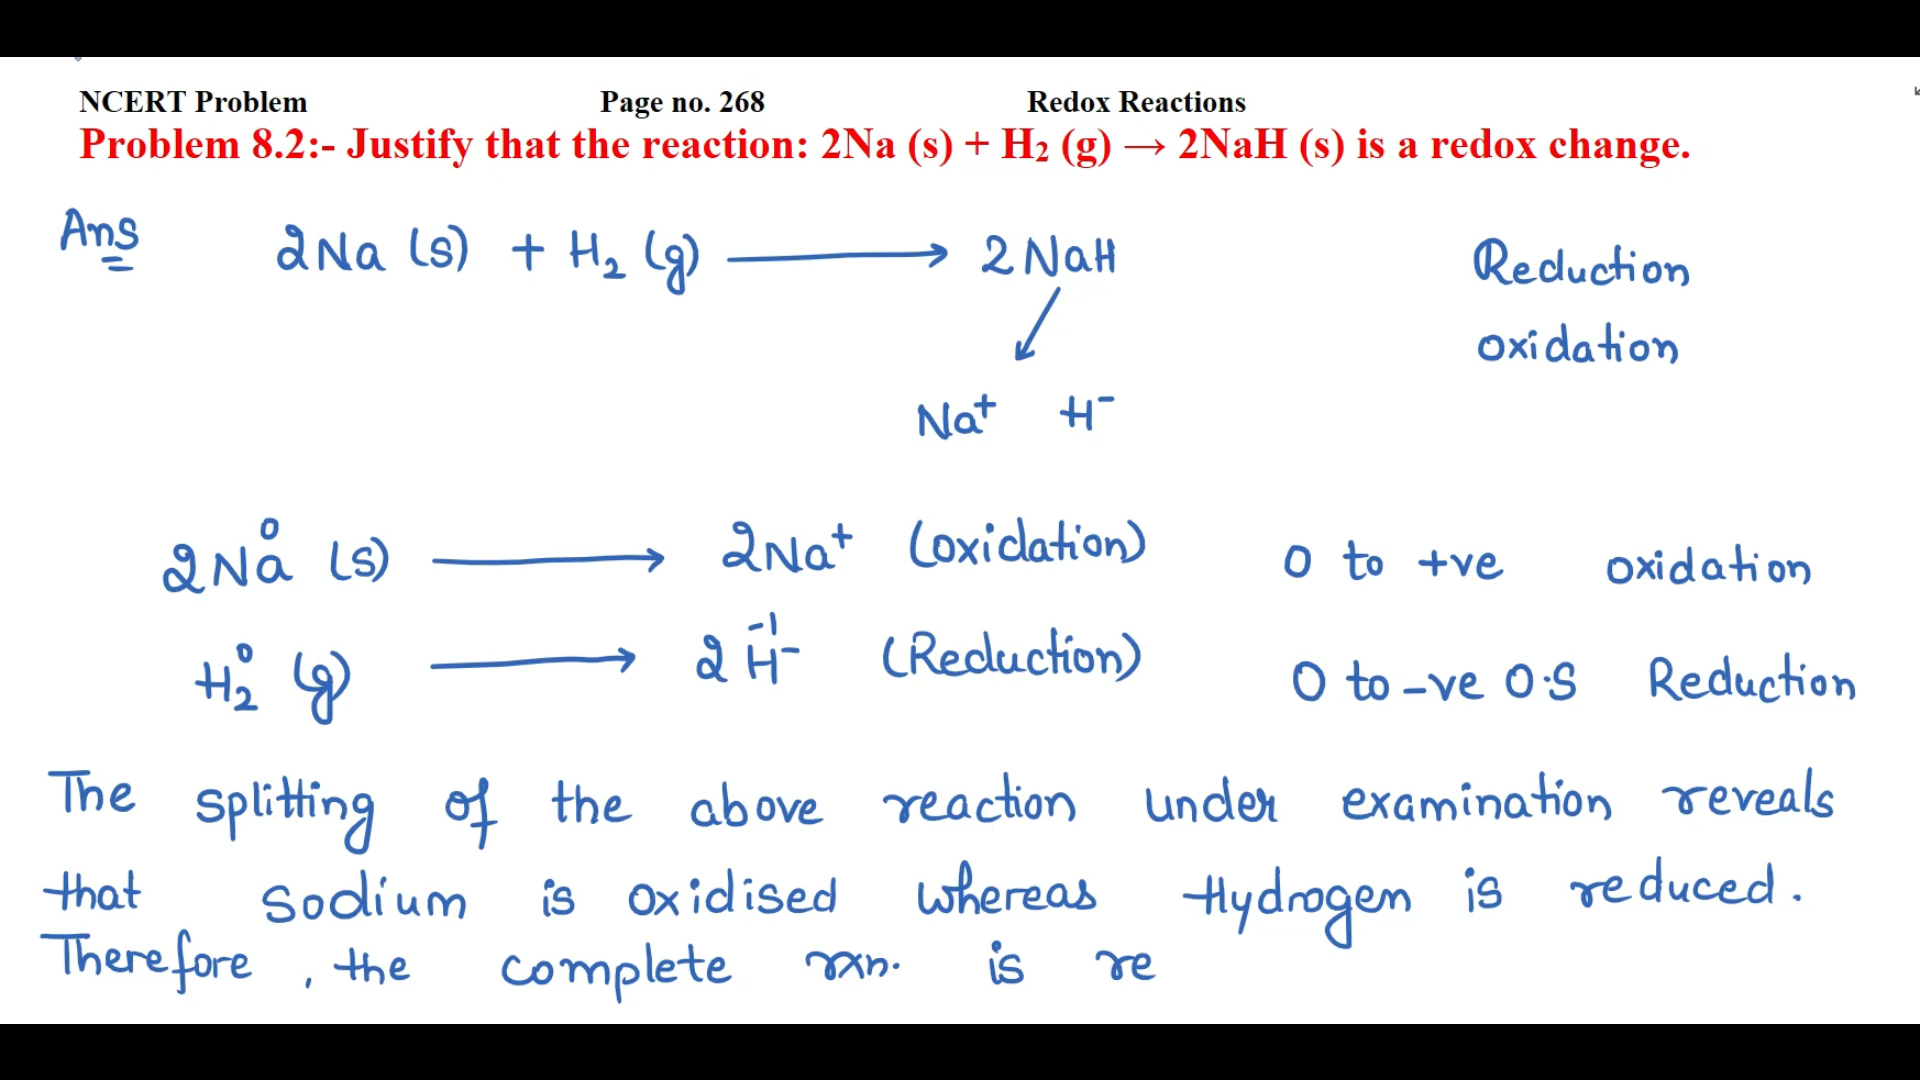 NCERT Problem Page no. 268 Redox Reactions
Problem 8.2:- Justify that the reaction: 2Na (s) + H₂ (g) → 2NaH (s) is a redox change.
Ans 2Na (s) + H₂ (g) ⟶ 2NaH Reduction
oxidation
Na⁺ H⁻
2Na⁰ (s) ⟶ 2Na⁺ (oxidation) 0 to +ve oxidation
H₂⁰ (g) ⟶ 2H⁻ -1 (Reduction) 0 to -ve O.S Reduction
The splitting of the above reaction under examination reveals
that sodium is oxidised whereas Hydrogen is reduced.
Therefore, the complete rxn. is re